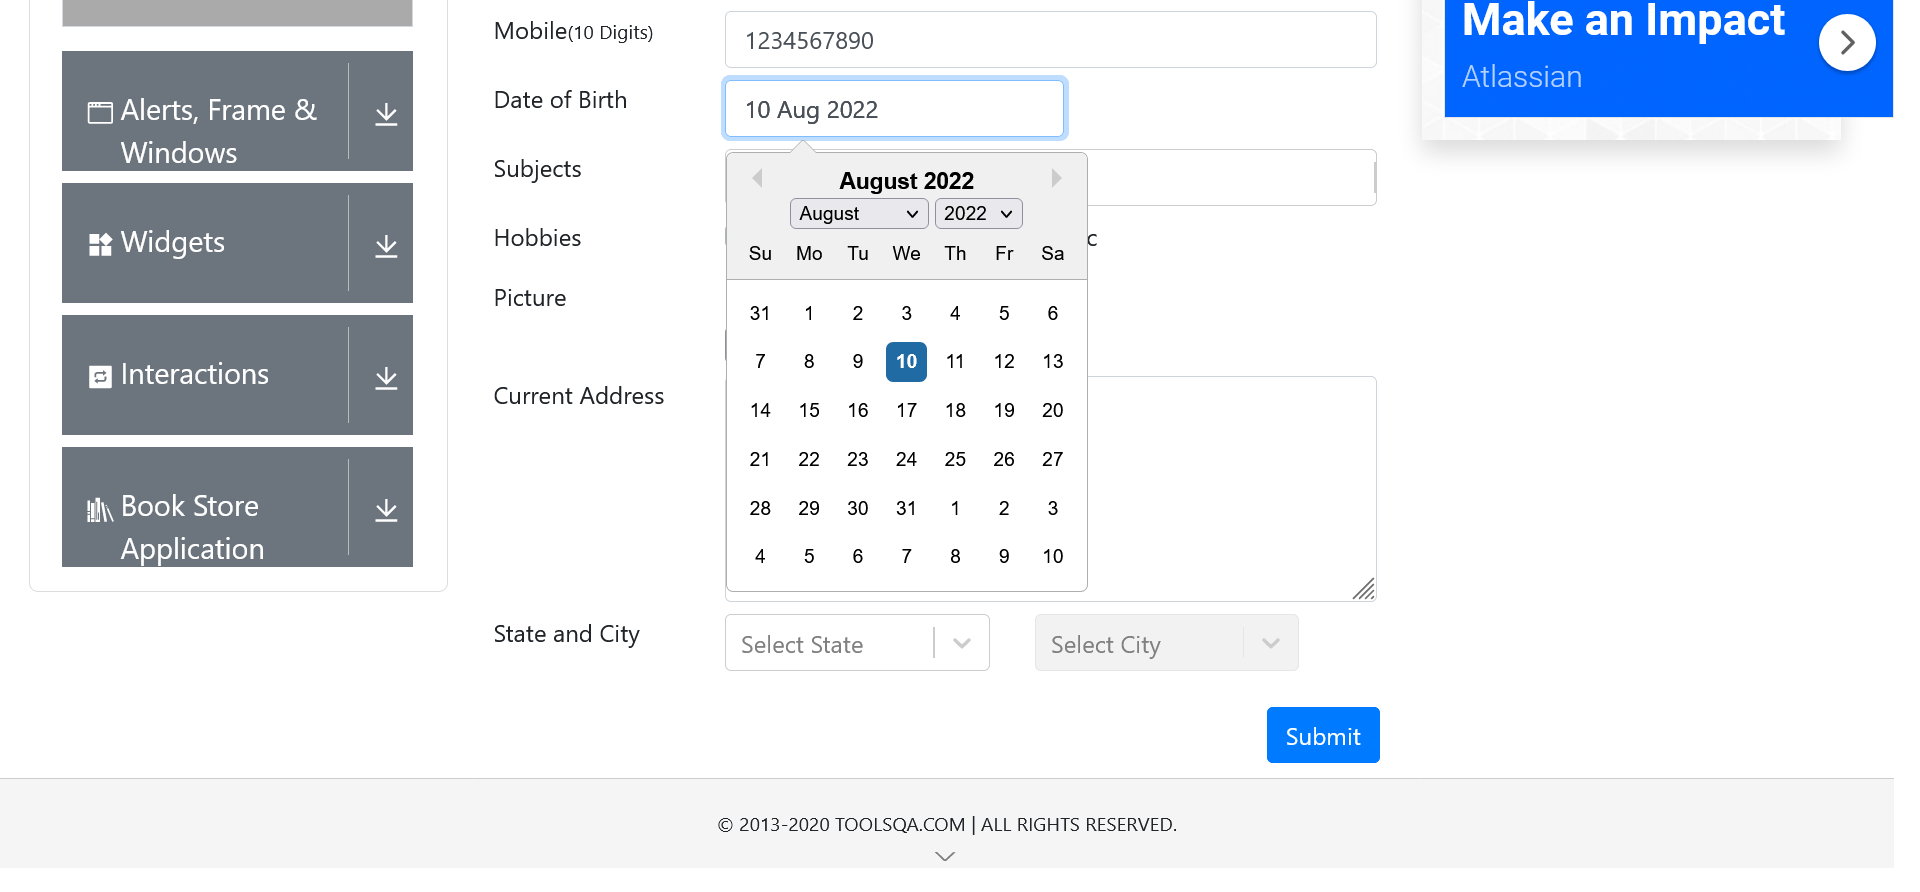 Mobile(10 Digits)
1234567890
Make an Impact
Atlassian
Date of Birth
10 Aug 2022
Alerts, Frame &
Windows
Subjects
August 2022
August
2022
Su Mo Tu We Th Fr Sa
31 1 2 3 4 5 6
7 8 9 10 11 12 13
14 15 16 17 18 19 20
21 22 23 24 25 26 27
28 29 30 31 1 2 3
4 5 6 7 8 9 10
Hobbies
c
Widgets
Picture
Interactions
Current Address
Book Store
Application
State and City
Select State
Select City
Submit
© 2013-2020 TOOLSQA.COM | ALL RIGHTS RESERVED.